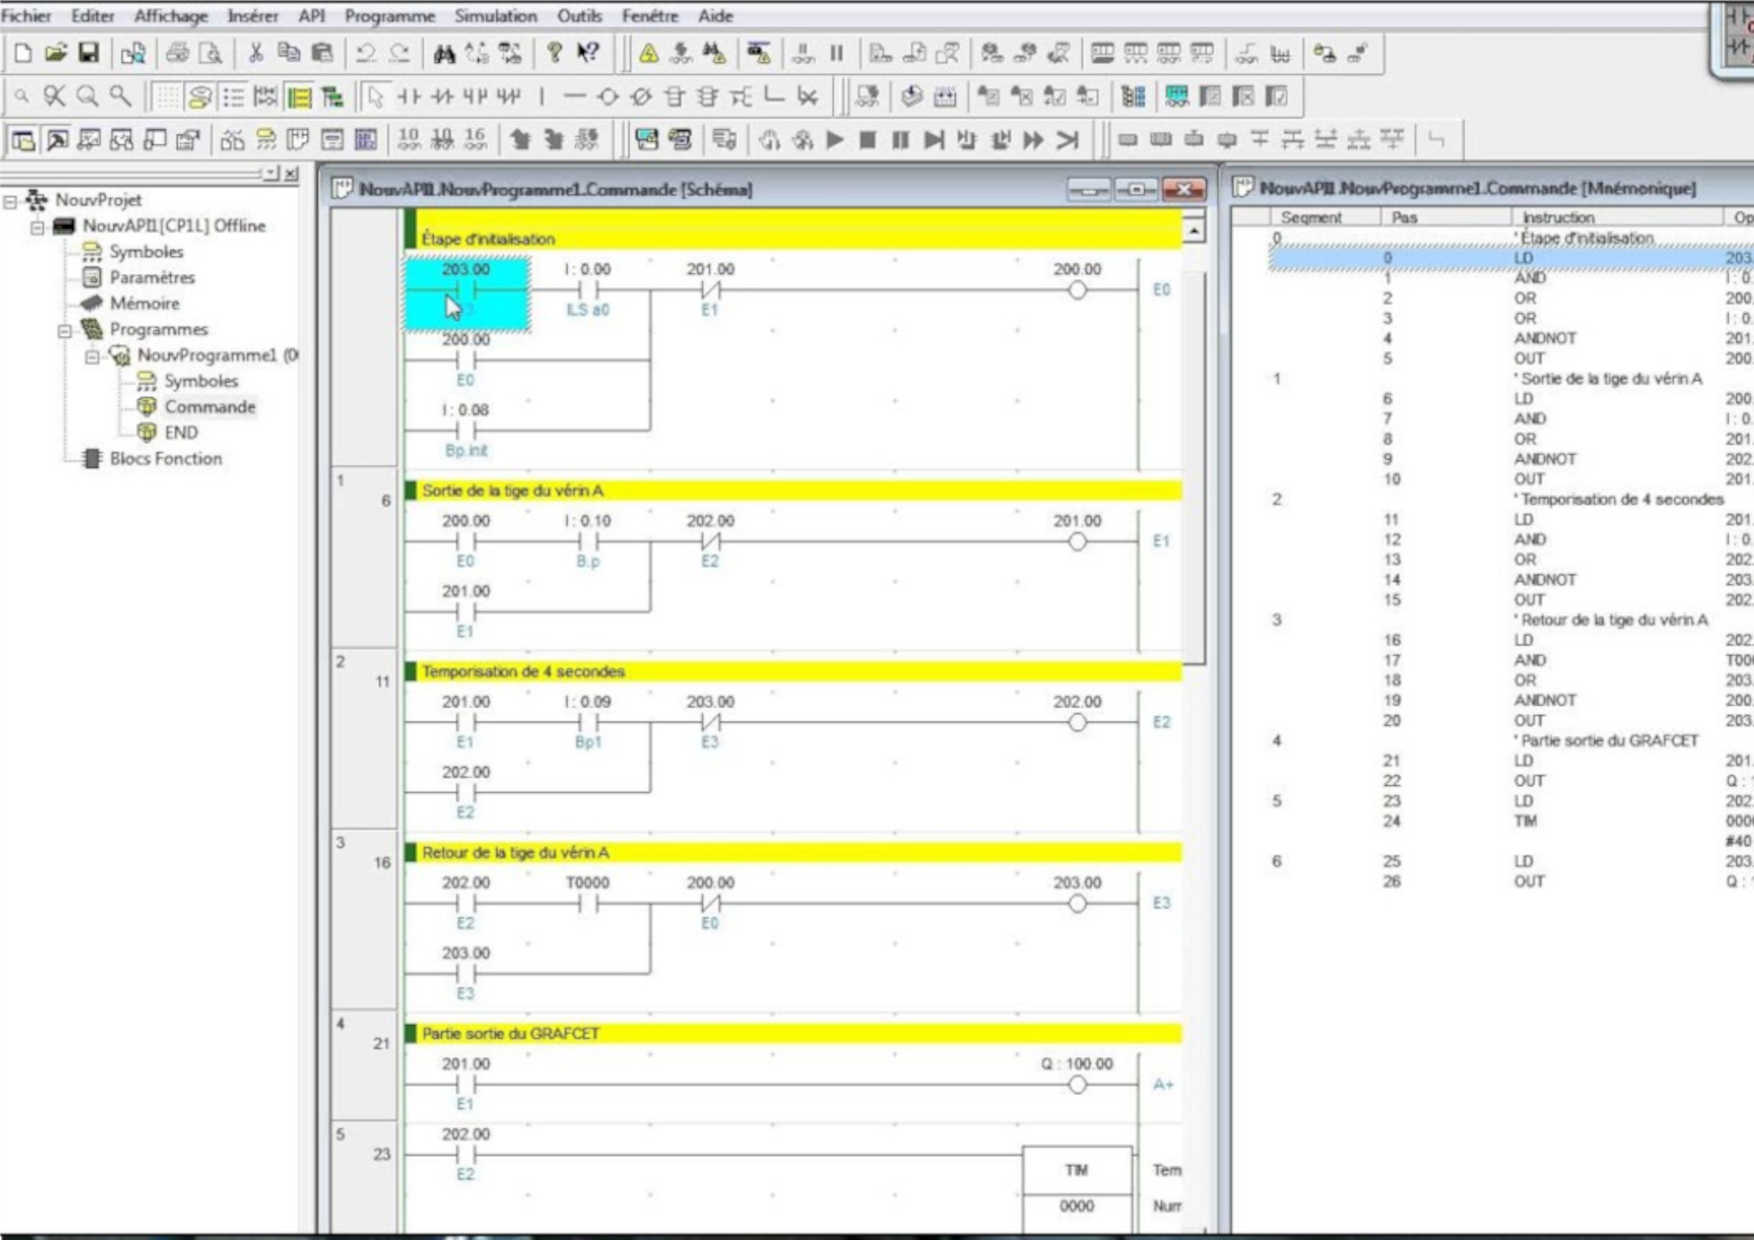 Fichier Editer Affichage Insérer API Programme Simulation Outils Fenêtre Aide
10 10 16
NouvProjet
NouvAPI1[CP1L] Offline
Symboles
Paramètres
Mémoire
Programmes
NouvProgramme1 (0
Symboles
Commande
END
Blocs Fonction
NouvAPI1.NouvProgramme1.Commande [Schéma]
Étape d'initialisation
203.00 I: 0.00 201.00 200.00
ILS a0 E1 E0
200.00
E0
I: 0.08
Bp.init
1
6
Sortie de la tige du vérin A
200.00 I: 0.10 202.00 201.00
E0 B.p E2 E1
201.00
E1
2
11
Temporisation de 4 secondes
201.00 I: 0.09 203.00 202.00
E1 Bp1 E3 E2
202.00
E2
3
16
Retour de la tige du vérin A
202.00 T0000 200.00 203.00
E2 E0 E3
203.00
E3
4
21
Partie sortie du GRAFCET
201.00 Q : 100.00
E1 A+
5
23
202.00
E2
TIM Tem
0000 Num
NouvAPI1.NouvProgramme1.Commande [Mnémonique]
Segment Pas Instruction Op
0 ' Étape d'initialisation
0 LD 203.
1 AND I: 0.
2 OR 200.
3 OR I: 0.
4 ANDNOT 201.
5 OUT 200.
1 ' Sortie de la tige du vérin A
6 LD 200.
7 AND I: 0.
8 OR 201.
9 ANDNOT 202.
10 OUT 201.
2 ' Temporisation de 4 secondes
11 LD 201.
12 AND I: 0.
13 OR 202.
14 ANDNOT 203.
15 OUT 202.
3 ' Retour de la tige du vérin A
16 LD 202.
17 AND T00
18 OR 203.
19 ANDNOT 200.
20 OUT 203.
4 ' Partie sortie du GRAFCET
21 LD 201.
22 OUT Q :
5 23 LD 202.
24 TIM 000
#40
6 25 LD 203.
26 OUT Q :